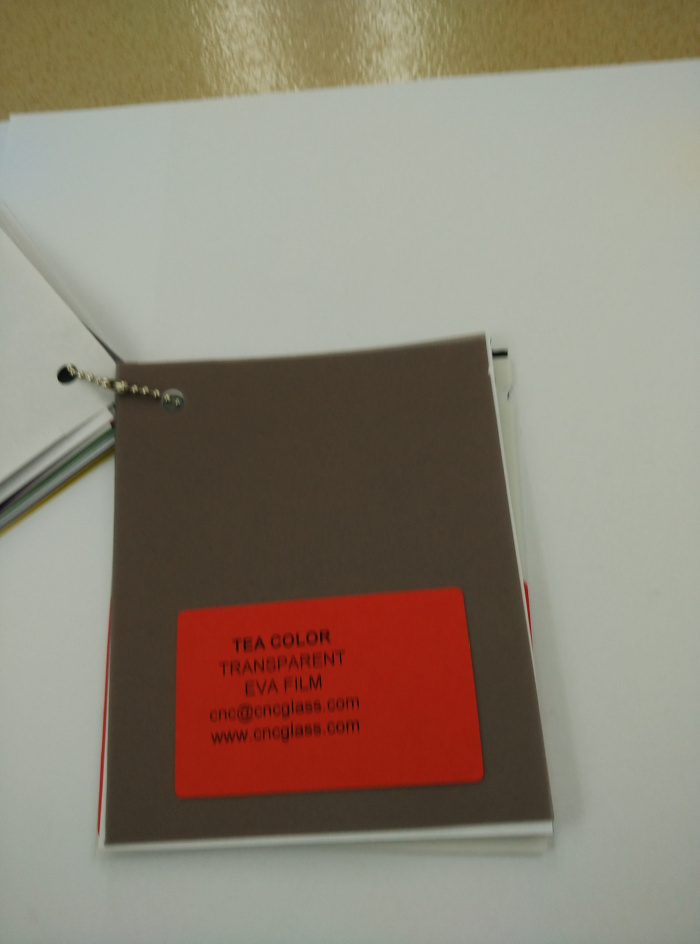 TEA COLOR
TRANSPARENT
EVA FILM
cnc@cncglass.com
www.cncglass.com